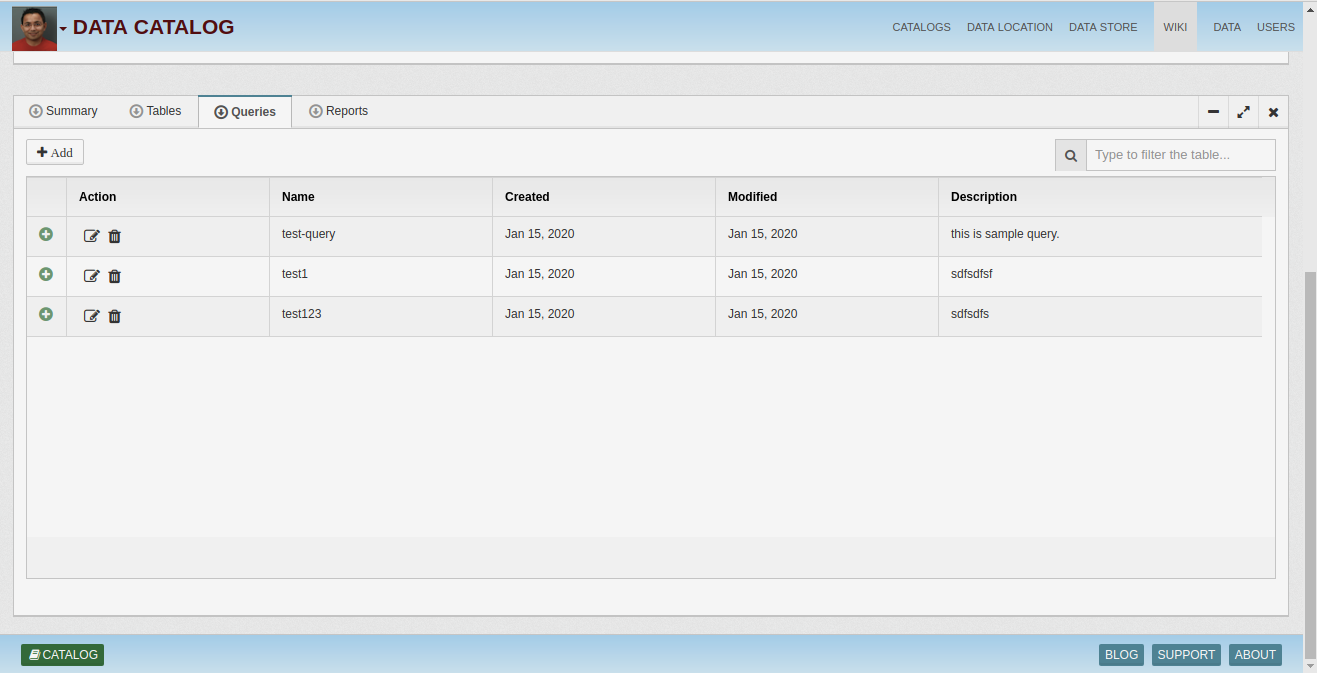 DATA CATALOG CATALOGS DATA LOCATION DATA STORE WIKI DATA USERS
Summary Tables Queries Reports
Add Type to filter the table...
Action Name Created Modified Description
test-query Jan 15, 2020 Jan 15, 2020 this is sample query.
test1 Jan 15, 2020 Jan 15, 2020 sdfsdfsf
test123 Jan 15, 2020 Jan 15, 2020 sdfsdfs
CATALOG BLOG SUPPORT ABOUT